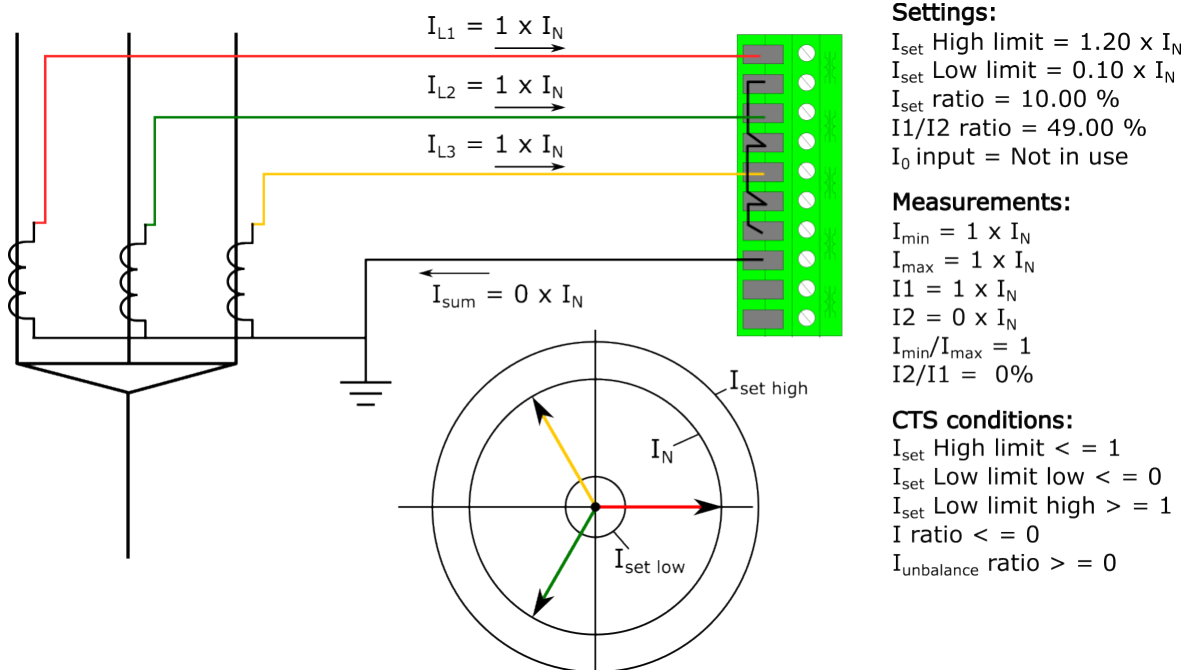 I_L1 = 1 x I_N
I_L2 = 1 x I_N
I_L3 = 1 x I_N
I_sum = 0 x I_N
I_set high
I_N
I_set low
Settings:
I_set High limit = 1.20 x I_N
I_set Low limit = 0.10 x I_N
I_set ratio = 10.00 %
I1/I2 ratio = 49.00 %
I_0 input = Not in use
Measurements:
I_min = 1 x I_N
I_max = 1 x I_N
I1 = 1 x I_N
I2 = 0 x I_N
I_min/I_max = 1
I2/I1 = 0%
CTS conditions:
I_set High limit < = 1
I_set Low limit low < = 0
I_set Low limit high > = 1
I ratio < = 0
I_unbalance ratio > = 0